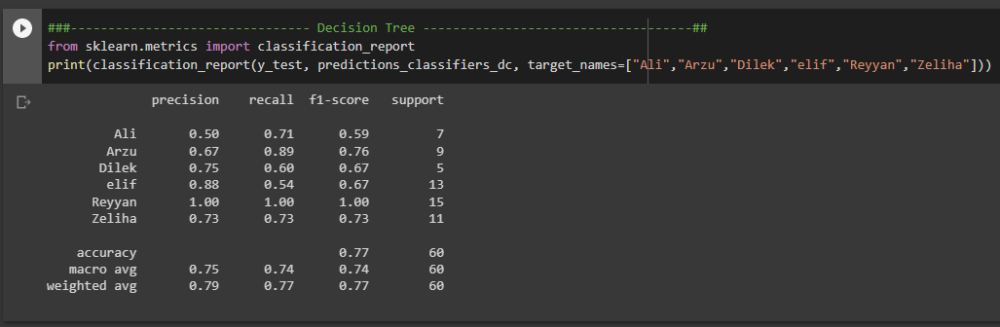 ###-------------------------------- Decision Tree ------------------------------------##
from sklearn.metrics import classification_report
print(classification_report(y_test, predictions_classifiers_dc, target_names=["Ali","Arzu","Dilek","elif","Reyyan","Zeliha"]))
precision recall f1-score support
Ali 0.50 0.71 0.59 7
Arzu 0.67 0.89 0.76 9
Dilek 0.75 0.60 0.67 5
elif 0.88 0.54 0.67 13
Reyyan 1.00 1.00 1.00 15
Zeliha 0.73 0.73 0.73 11
accuracy 0.77 60
macro avg 0.75 0.74 0.74 60
weighted avg 0.79 0.77 0.77 60